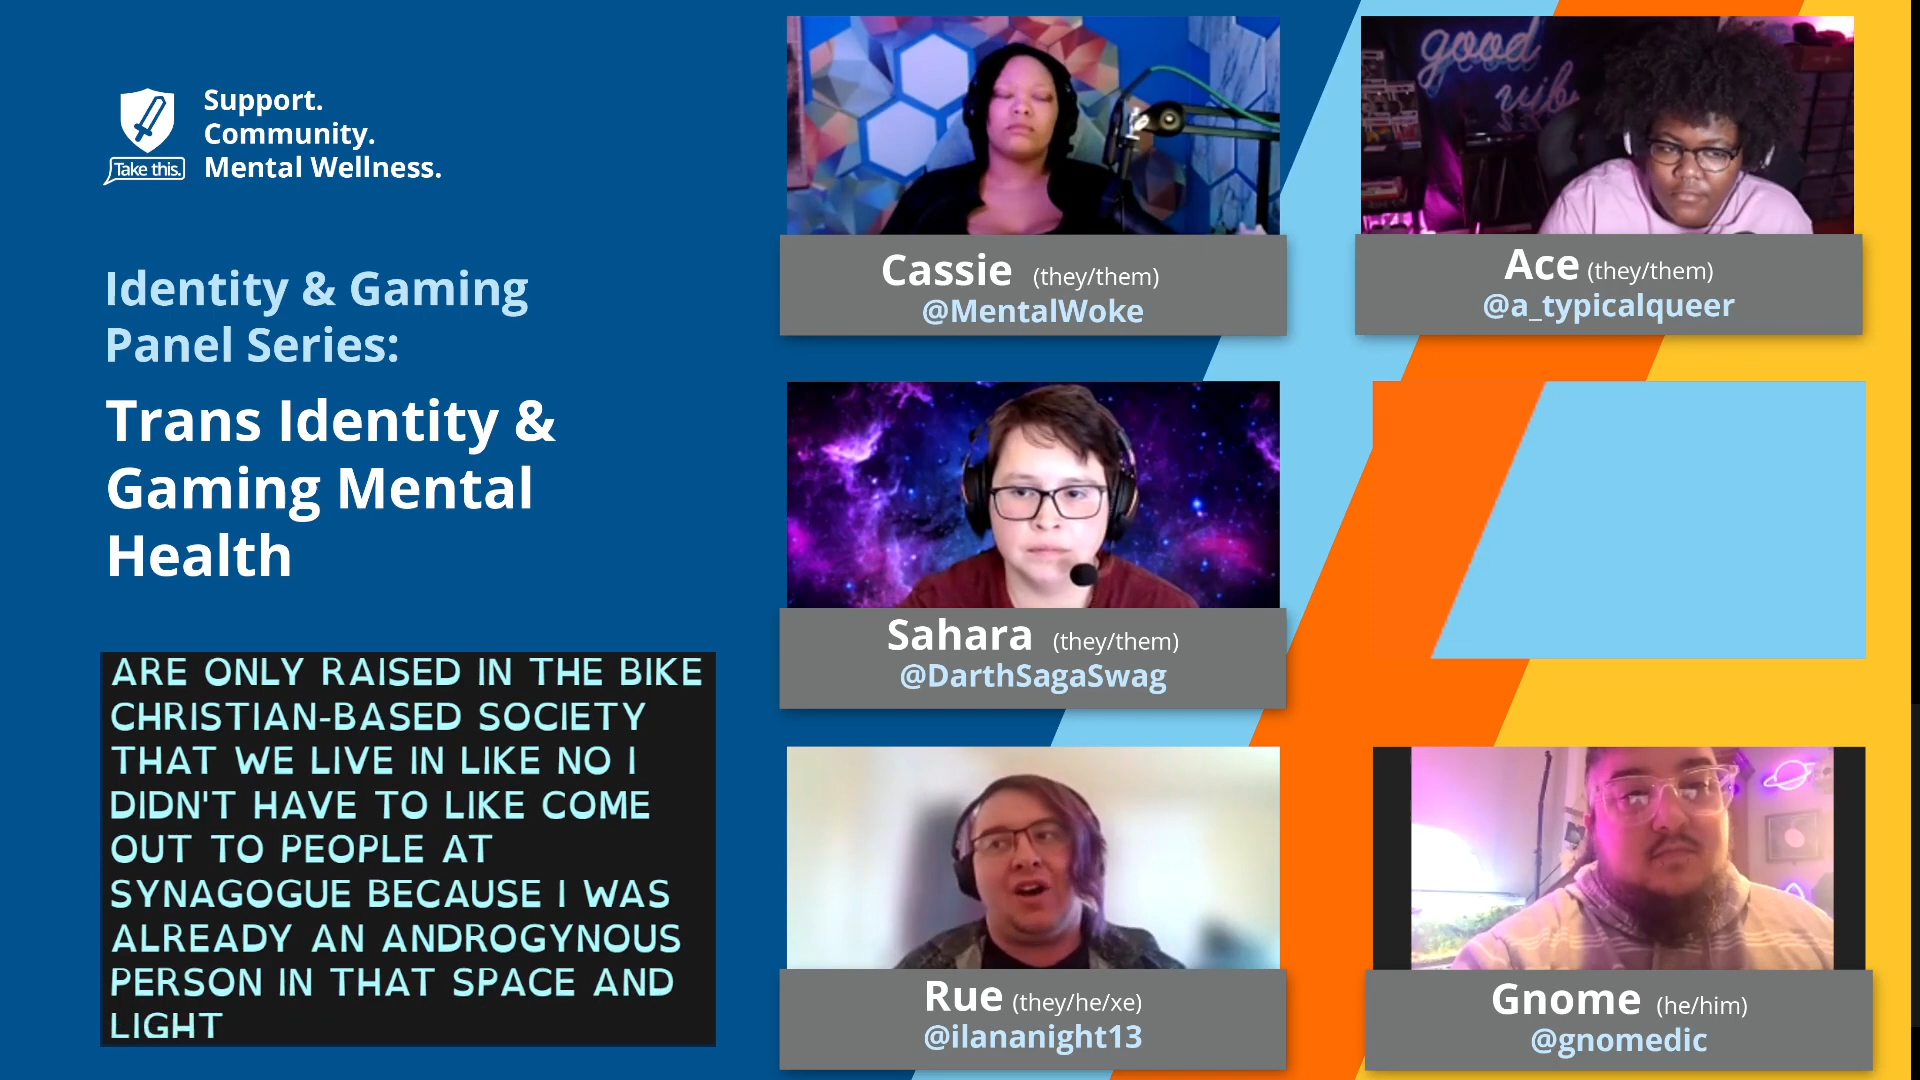 Support.
Community.
Mental Wellness.
Take this.
Identity & Gaming
Panel Series:
Trans Identity &
Gaming Mental
Health
ARE ONLY RAISED IN THE BIKE
CHRISTIAN-BASED SOCIETY
THAT WE LIVE IN LIKE NO I
DIDN'T HAVE TO LIKE COME
OUT TO PEOPLE AT
SYNAGOGUE BECAUSE I WAS
ALREADY AN ANDROGYNOUS
PERSON IN THAT SPACE AND
LIGHT
Cassie (they/them)
@MentalWoke
good
vib
Ace (they/them)
@a_typicalqueer
Sahara (they/them)
@DarthSagaSwag
Rue (they/he/xe)
@ilananight13
Gnome (he/him)
@gnomedic